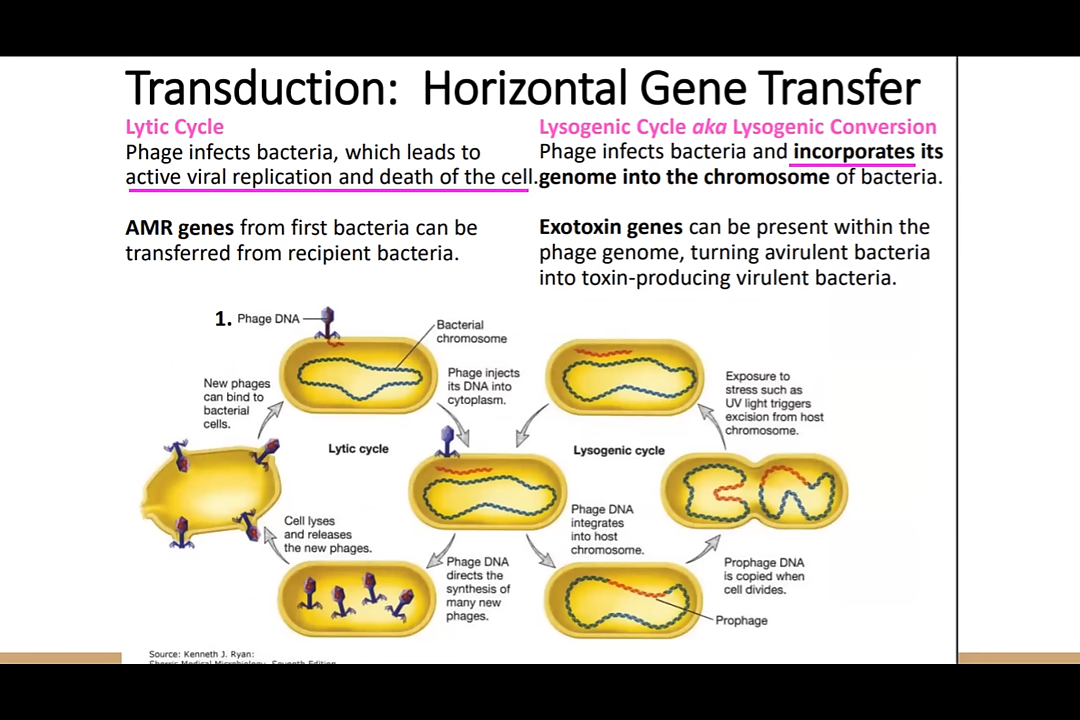 Transduction: Horizontal Gene Transfer
Lytic Cycle
Phage infects bacteria, which leads to
active viral replication and death of the cell.
AMR genes from first bacteria can be
transferred from recipient bacteria.
Lysogenic Cycle aka Lysogenic Conversion
Phage infects bacteria and incorporates its
genome into the chromosome of bacteria.
Exotoxin genes can be present within the
phage genome, turning avirulent bacteria
into toxin-producing virulent bacteria.
1. Phage DNA
Bacterial
chromosome
Phage injects
its DNA into
cytoplasm.
New phages
can bind to
bacterial
cells.
Exposure to
stress such as
UV light triggers
excision from host
chromosome.
Lytic cycle
Lysogenic cycle
Cell lyses
and releases
the new phages.
Phage DNA
integrates
into host
chromosome.
Phage DNA
directs the
synthesis of
many new
phages.
Prophage DNA
is copied when
cell divides.
Prophage
Source: Kenneth J. Ryan:
Sherris Medical Microbiology, Seventh Edition